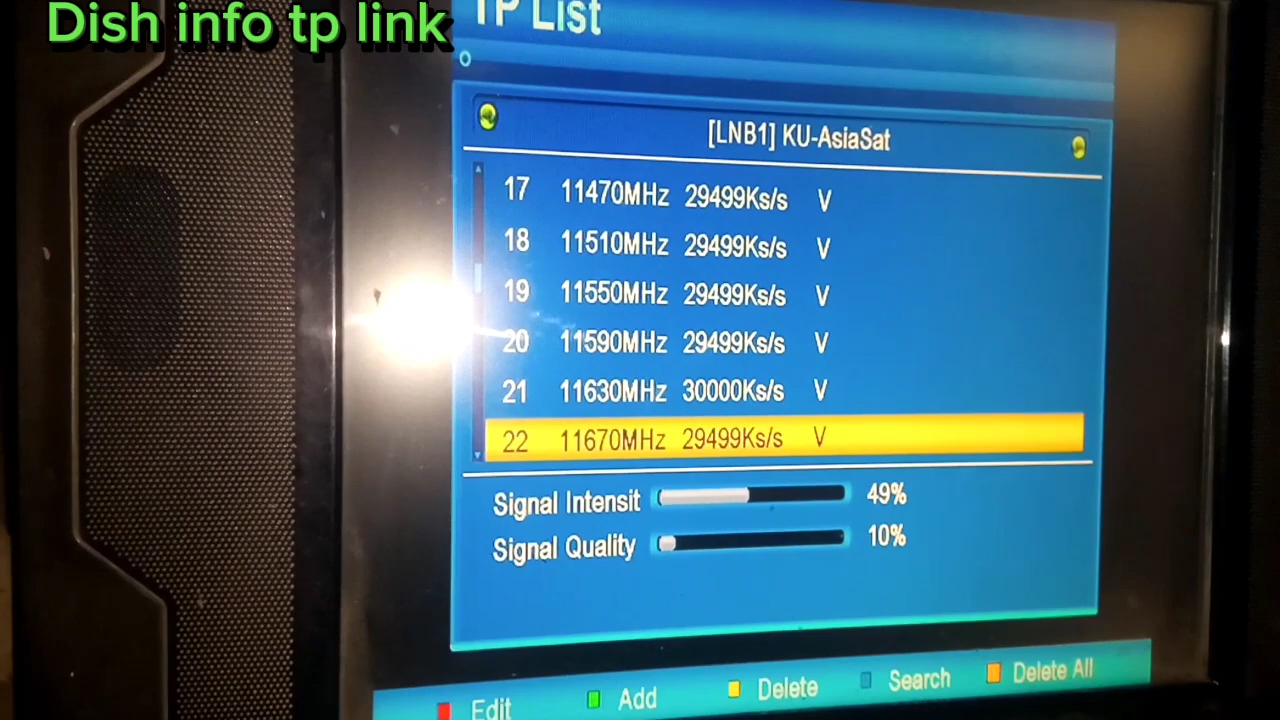 Dish info tp link
TP List
[LNB1] KU-AsiaSat
17 11470MHz 29499Ks/s V
18 11510MHz 29499Ks/s V
19 11550MHz 29499Ks/s V
20 11590MHz 29499Ks/s V
21 11630MHz 30000Ks/s V
22 11670MHz 29499Ks/s V
Signal Intensit 49%
Signal Quality 10%
Edit Add Delete Search Delete All